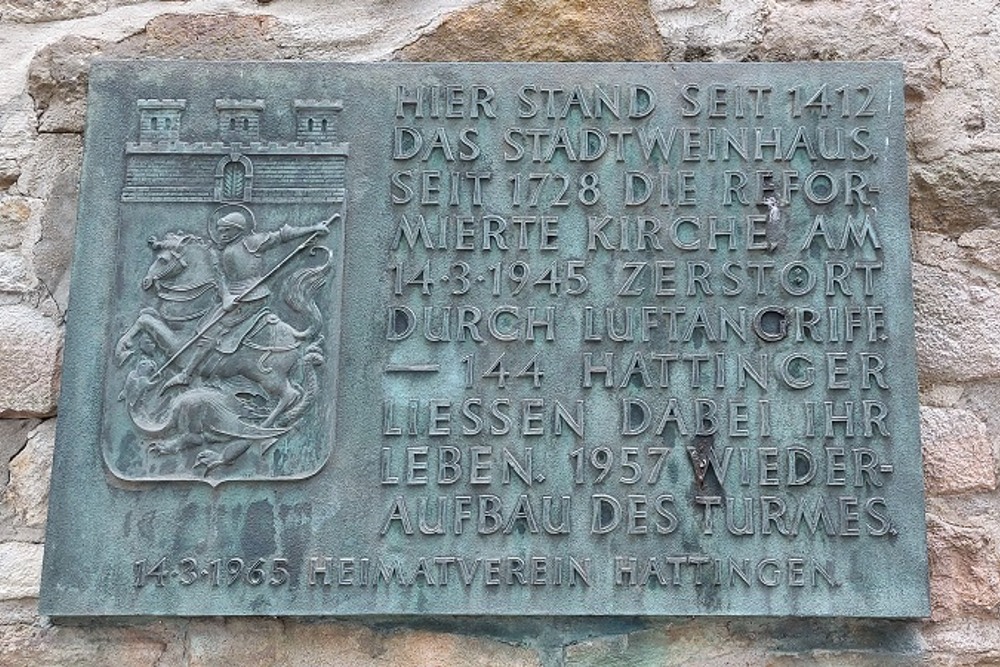 HIER STAND SEIT 1412
DAS STADTWEINHAUS,
SEIT 1728 DIE REFOR-
MIERTE KIRCHE, AM
14·3·1945 ZERSTÖRT
DURCH LUFTANGRIFF.
— 144 HATTINGER
LIESSEN DABEI IHR
LEBEN. 1957 WIEDER-
AUFBAU DES TURMES.
14·3·1965 HEIMATVEREIN HATTINGEN.